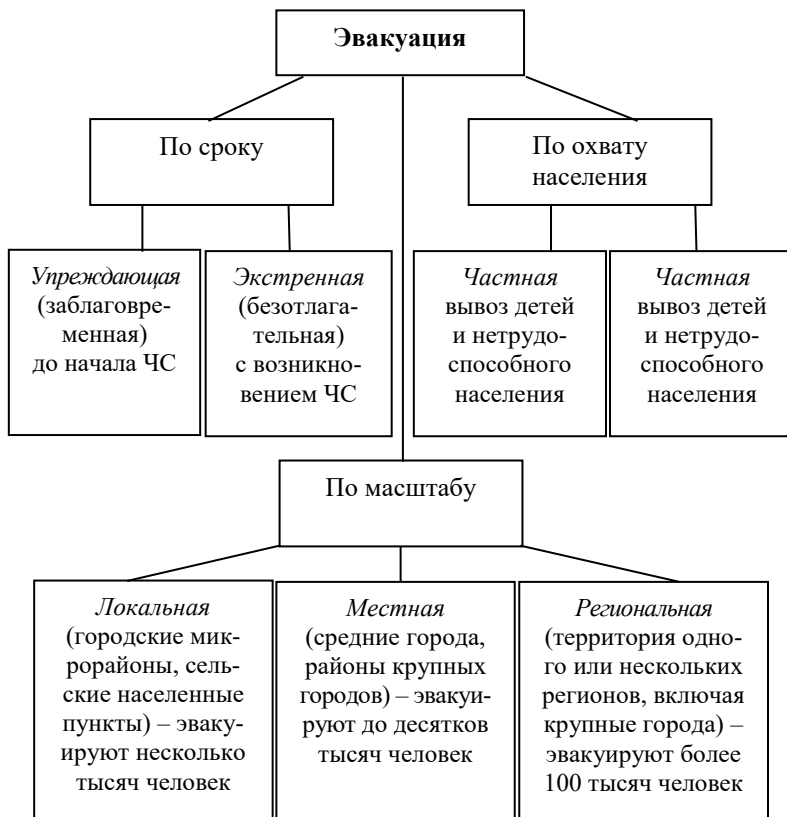 Эвакуация
По сроку
По охвату
населения
Упреждающая
(заблаговре-
менная)
до начала ЧС
Экстренная
(безотлага-
тельная)
с возникно-
вением ЧС
Частная
вывоз детей
и нетрудо-
способного
населения
Частная
вывоз детей
и нетрудо-
способного
населения
По масштабу
Локальная
(городские мик-
рорайоны, сель-
ские населенные
пункты) – эваку-
ируют несколько
тысяч человек
Местная
(средние города,
районы крупных
городов) – эвакуи-
ируют до десятков
тысяч человек
Региональная
(территория одно-
го или нескольких
регионов, включая
крупные города) –
эвакуируют более
100 тысяч человек